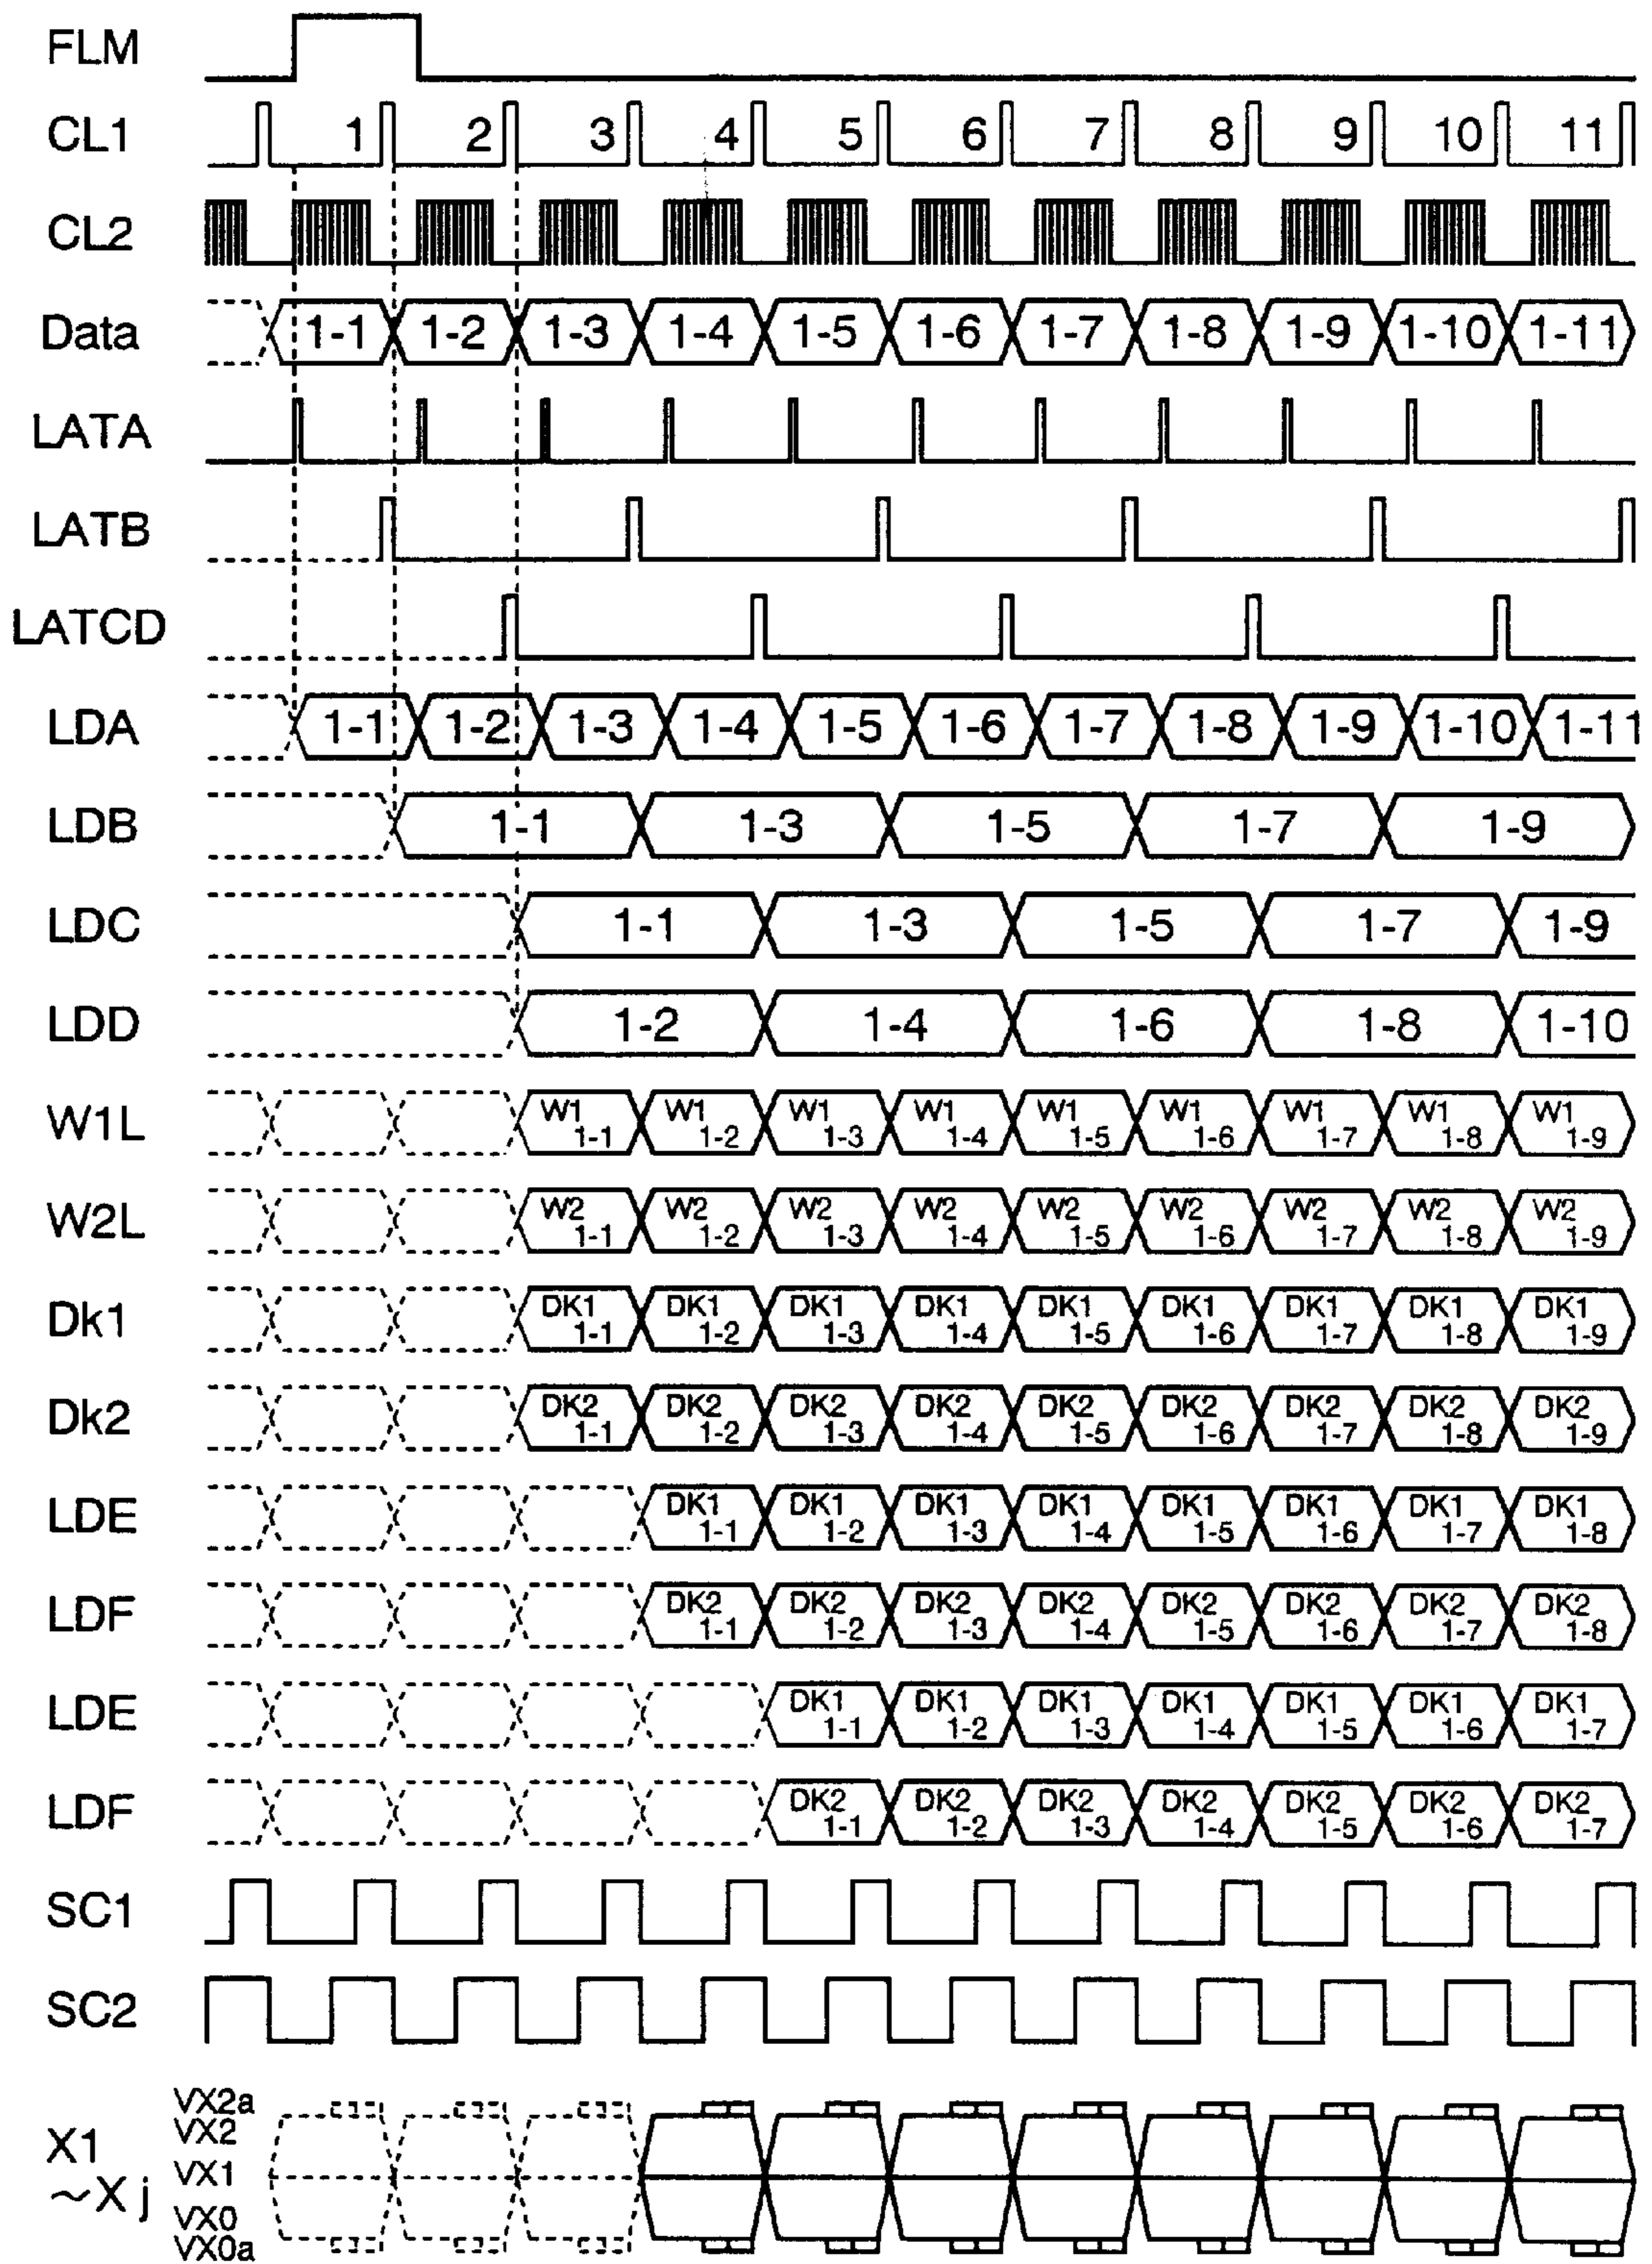 FLM
CL1 1 2 3 4 5 6 7 8 9 10 11
CL2
Data 1-1 1-2 1-3 1-4 1-5 1-6 1-7 1-8 1-9 1-10 1-11
LATA
LATB
LATCD
LDA 1-1 1-2 1-3 1-4 1-5 1-6 1-7 1-8 1-9 1-10 1-11
LDB 1-1 1-3 1-5 1-7 1-9
LDC 1-1 1-3 1-5 1-7 1-9
LDD 1-2 1-4 1-6 1-8 1-10
W1L W1 W1 W1 W1 W1 W1 W1 W1 W1
1-1 1-2 1-3 1-4 1-5 1-6 1-7 1-8 1-9
W2L W2 W2 W2 W2 W2 W2 W2 W2 W2
1-1 1-2 1-3 1-4 1-5 1-6 1-7 1-8 1-9
Dk1 DK1 DK1 DK1 DK1 DK1 DK1 DK1 DK1 DK1
1-1 1-2 1-3 1-4 1-5 1-6 1-7 1-8 1-9
Dk2 DK2 DK2 DK2 DK2 DK2 DK2 DK2 DK2 DK2
1-1 1-2 1-3 1-4 1-5 1-6 1-7 1-8 1-9
LDE DK1 DK1 DK1 DK1 DK1 DK1 DK1 DK1
1-1 1-2 1-3 1-4 1-5 1-6 1-7 1-8
LDF DK2 DK2 DK2 DK2 DK2 DK2 DK2 DK2
1-1 1-2 1-3 1-4 1-5 1-6 1-7 1-8
LDE DK1 DK1 DK1 DK1 DK1 DK1 DK1
1-1 1-2 1-3 1-4 1-5 1-6 1-7
LDF DK2 DK2 DK2 DK2 DK2 DK2 DK2
1-1 1-2 1-3 1-4 1-5 1-6 1-7
SC1
SC2
X1
~Xj
VX2a
VX2
VX1
VX0
VX0a